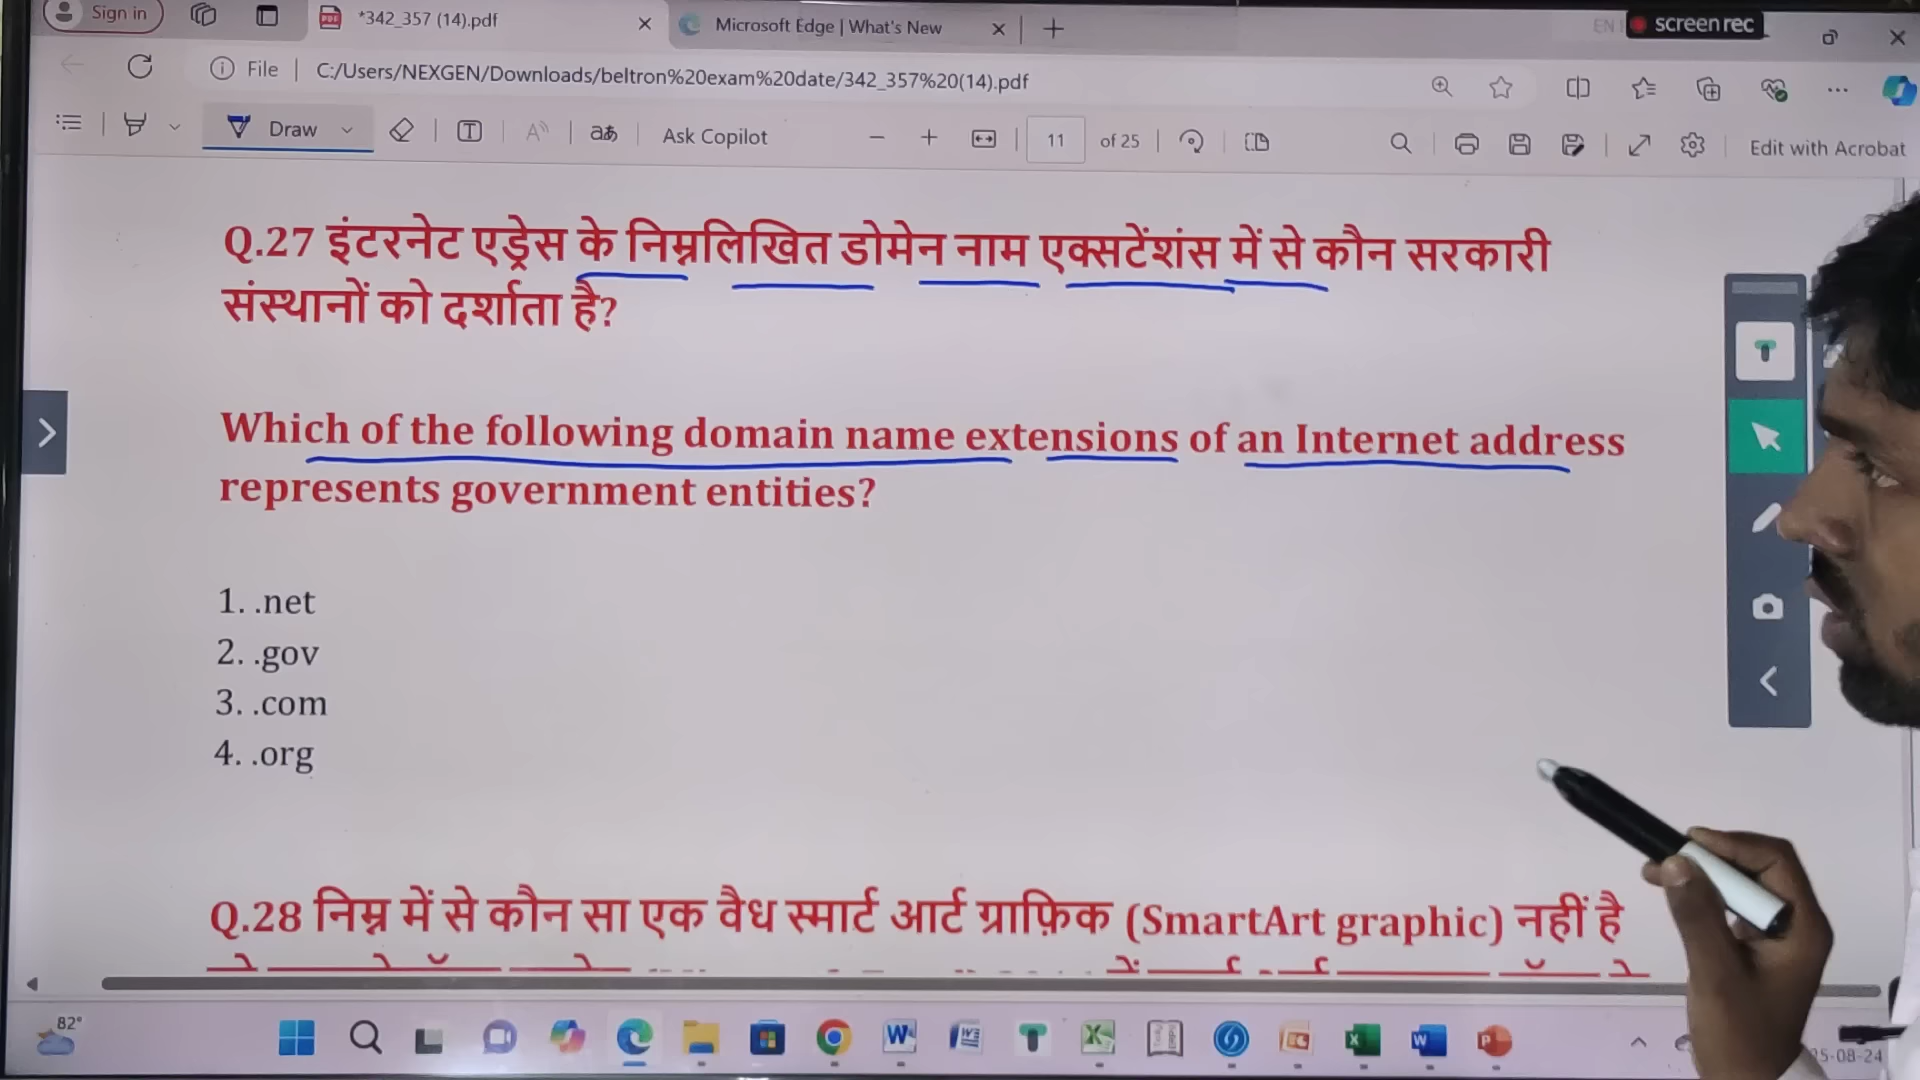 Sign in
*342_357 (14).pdf
Microsoft Edge | What's New
screenrec
File
C:/Users/NEXGEN/Downloads/beltron%20exam%20date/342_357%20(14).pdf
Draw
Ask Copilot
11
of 25
Edit with Acrobat
Q.27 इंटरनेट एड्रेस के निम्नलिखित डोमेन नाम एक्सटेंशंस में से कौन सरकारी
संस्थानों को दर्शाता है?
Which of the following domain name extensions of an Internet address
represents government entities?
1. .net
2. .gov
3. .com
4. .org
Q.28 निम्न में से कौन सा एक वैध स्मार्ट आर्ट ग्राफ़िक (SmartArt graphic) नहीं है
82°